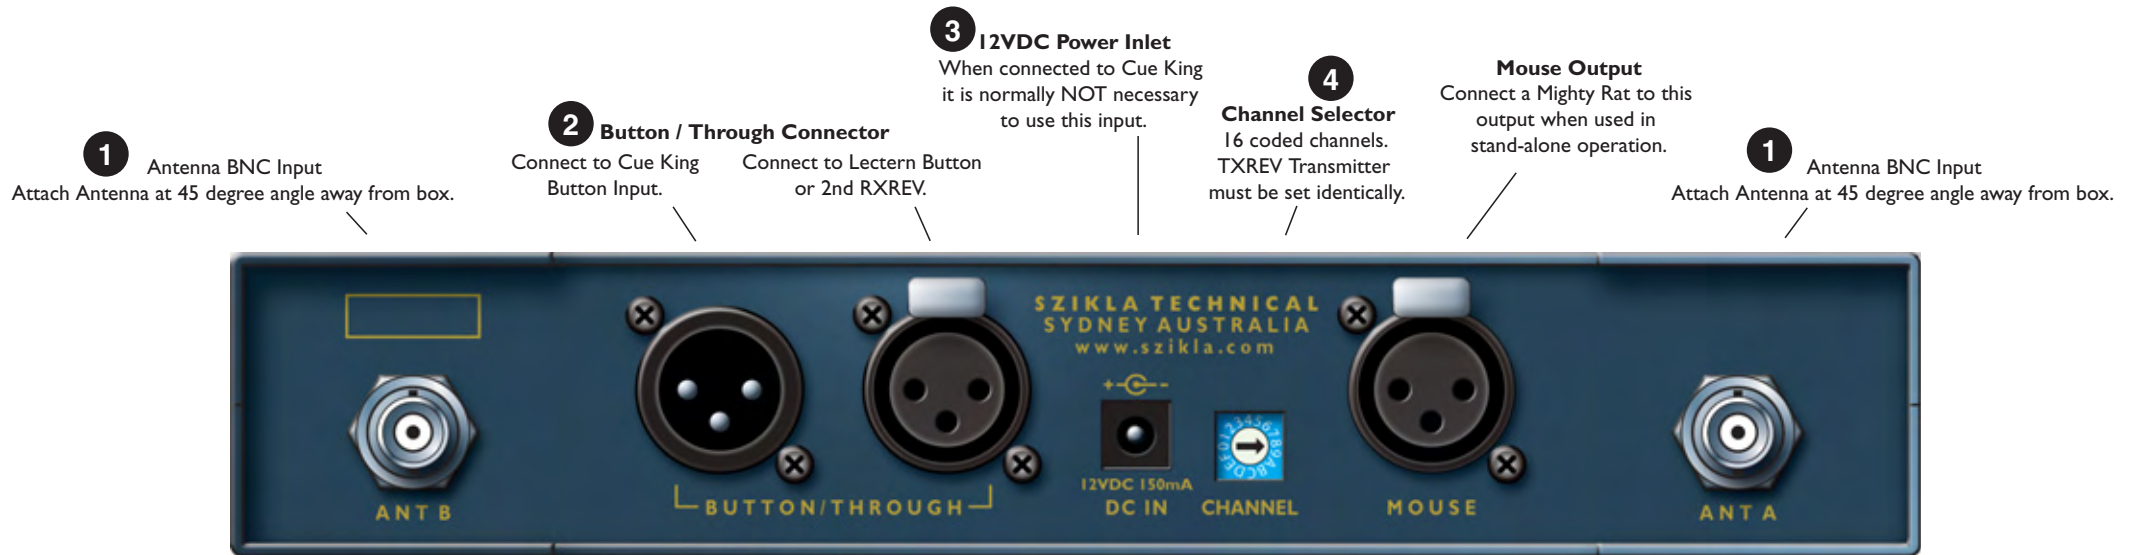 1
Antenna BNC Input
Attach Antenna at 45 degree angle away from box.
2 Button / Through Connector
Connect to Cue King
Button Input.
Connect to Lectern Button
or 2nd RXREV.
3 12VDC Power Inlet
When connected to Cue King
it is normally NOT necessary
to use this input.
4
Channel Selector
16 coded channels.
TXREV Transmitter
must be set identically.
Mouse Output
Connect a Mighty Rat to this
output when used in
stand-alone operation.
1
Antenna BNC Input
Attach Antenna at 45 degree angle away from box.
SZIKLA TECHNICAL
SYDNEY AUSTRALIA
www.szikla.com
+ -
0123456789ABCDEF
ANT B
BUTTON/THROUGH
12VDC 150mA
DC IN
CHANNEL
MOUSE
ANT A